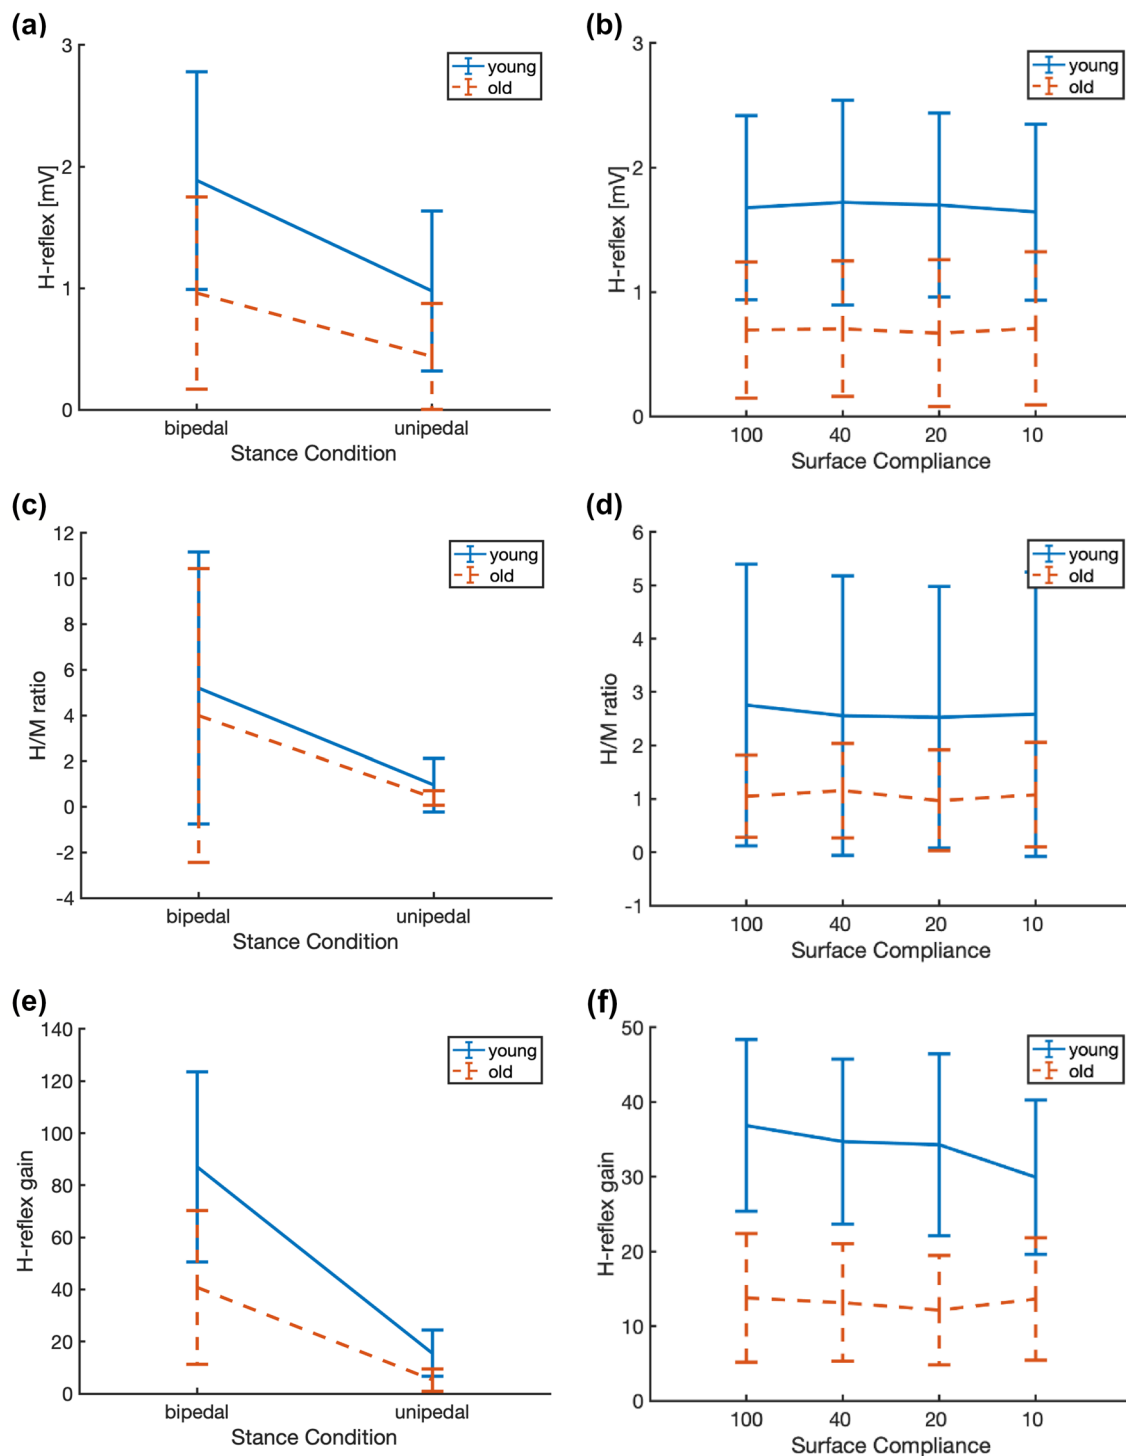 (a)
3
2
1
0
H-reflex [mV]
young
old
bipedal
unipedal
Stance Condition
(b)
3
2
1
0
H-reflex [mV]
young
old
100
40
20
10
Surface Compliance
(c)
12
10
8
6
4
2
0
-2
-4
H/M ratio
young
old
bipedal
unipedal
Stance Condition
(d)
6
5
4
3
2
1
0
-1
H/M ratio
young
old
100
40
20
10
Surface Compliance
(e)
140
120
100
80
60
40
20
0
H-reflex gain
young
old
bipedal
unipedal
Stance Condition
(f)
50
40
30
20
10
0
H-reflex gain
young
old
100
40
20
10
Surface Compliance